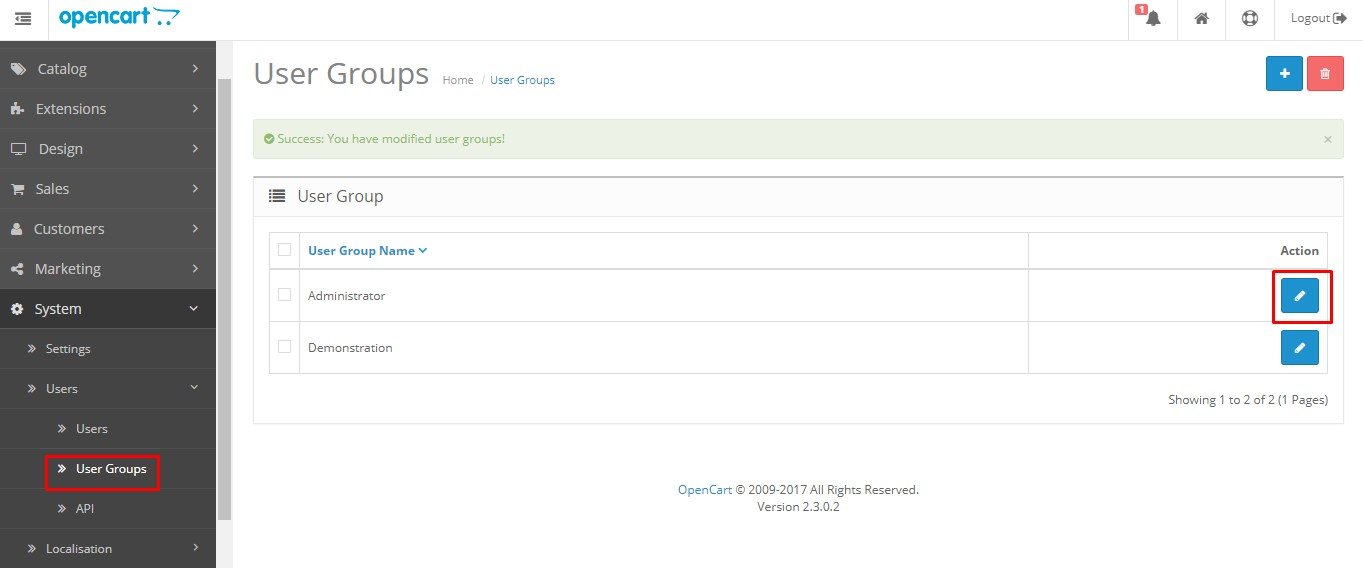 opencart
1
Logout
Catalog
Extensions
Design
Sales
Customers
Marketing
System
Settings
Users
Users
User Groups
API
Localisation
User Groups Home / User Groups
Success: You have modified user groups! ×
User Group
User Group Name Action
Administrator
Demonstration
Showing 1 to 2 of 2 (1 Pages)
OpenCart © 2009-2017 All Rights Reserved.
Version 2.3.0.2